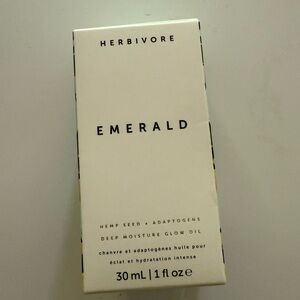 HERBIVORE
EMERALD
HEMP SEED + ADAPTOGENS
DEEP MOISTURE GLOW OIL
chanvre et adaptogènes huile pour
éclat et hydratation intense
30 mL | 1 fl oz e